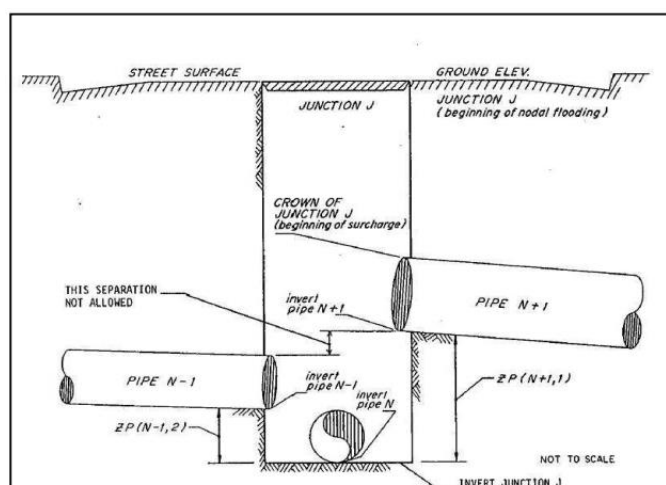 STREET SURFACE
GROUND ELEV.
JUNCTION J
JUNCTION J
(beginning of nodal flooding)
CROWN OF
JUNCTION J
(beginning of surcharge)
THIS SEPARATION
NOT ALLOWED
invert
pipe N+1
PIPE N+1
PIPE N-1
invert
pipe N-1
invert
pipe N
ZP(N+1,1)
ZP(N-1,2)
NOT TO SCALE
INVERT JUNCTION J